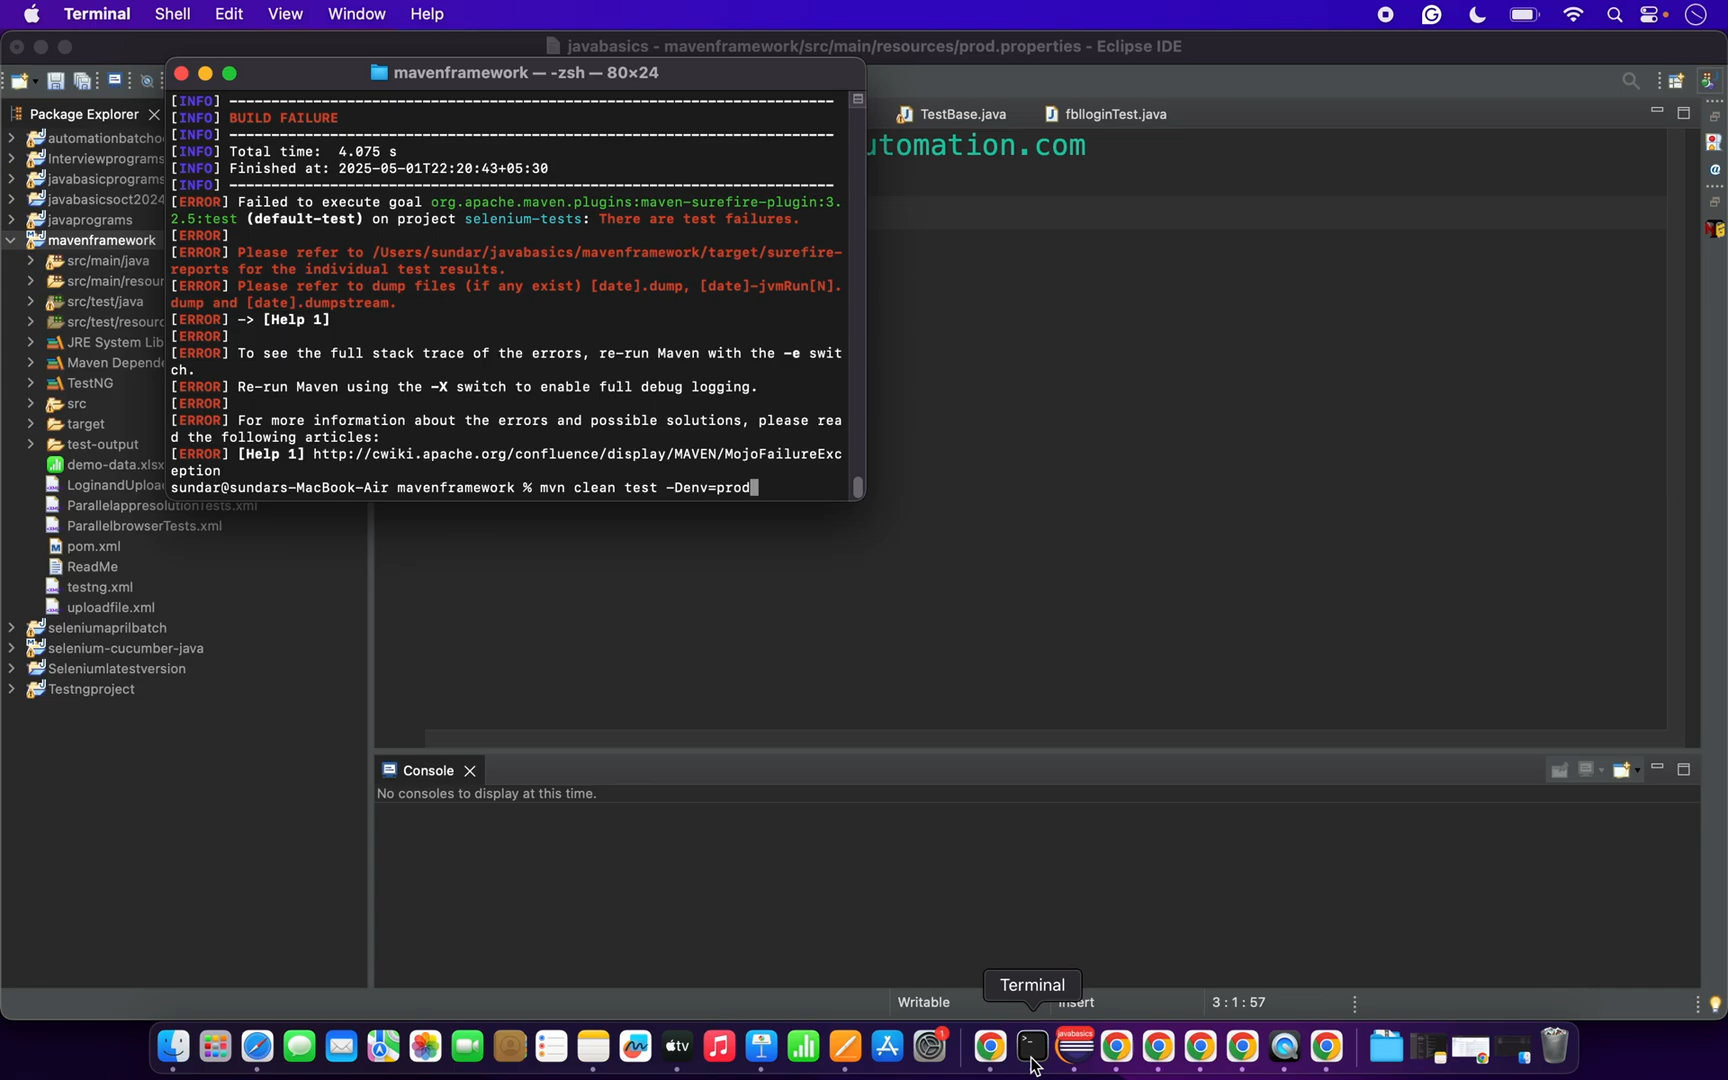 Terminal Shell Edit View Window Help
javabasics - mavenframework/src/main/resources/prod.properties - Eclipse IDE
mavenframework — -zsh — 80×24
Package Explorer
TestBase.java
fblloginTest.java
utomation.com
automationbatcho
Interviewprograms
javabasicprograms
javabasicsoct2024
javaprograms
mavenframework
src/main/java
src/main/resour
src/test/java
src/test/resourc
JRE System Lib
Maven Depende
TestNG
src
target
test-output
demo-data.xlsx
LoginandUploa
ParallelappresolutionTests.xml
ParallelbrowserTests.xml
pom.xml
ReadMe
testng.xml
uploadfile.xml
seleniumaprilbatch
selenium-cucumber-java
Seleniumlatestversion
Testngproject
[INFO] ------------------------------------------------------------------------
[INFO] BUILD FAILURE
[INFO] ------------------------------------------------------------------------
[INFO] Total time:  4.075 s
[INFO] Finished at: 2025-05-01T22:20:43+05:30
[INFO] ------------------------------------------------------------------------
[ERROR] Failed to execute goal org.apache.maven.plugins:maven-surefire-plugin:3.
2.5:test (default-test) on project selenium-tests: There are test failures.
[ERROR]
[ERROR] Please refer to /Users/sundar/javabasics/mavenframework/target/surefire-
reports for the individual test results.
[ERROR] Please refer to dump files (if any exist) [date].dump, [date]-jvmRun[N].
dump and [date].dumpstream.
[ERROR] -> [Help 1]
[ERROR]
[ERROR] To see the full stack trace of the errors, re-run Maven with the -e swit
ch.
[ERROR] Re-run Maven using the -X switch to enable full debug logging.
[ERROR]
[ERROR] For more information about the errors and possible solutions, please rea
d the following articles:
[ERROR] [Help 1] http://cwiki.apache.org/confluence/display/MAVEN/MojoFailureExc
eption
sundar@sundars-MacBook-Air mavenframework % mvn clean test -Denv=prod
Console
No consoles to display at this time.
Terminal
Writable
Insert
3 : 1 : 57
javabasics
tv
1